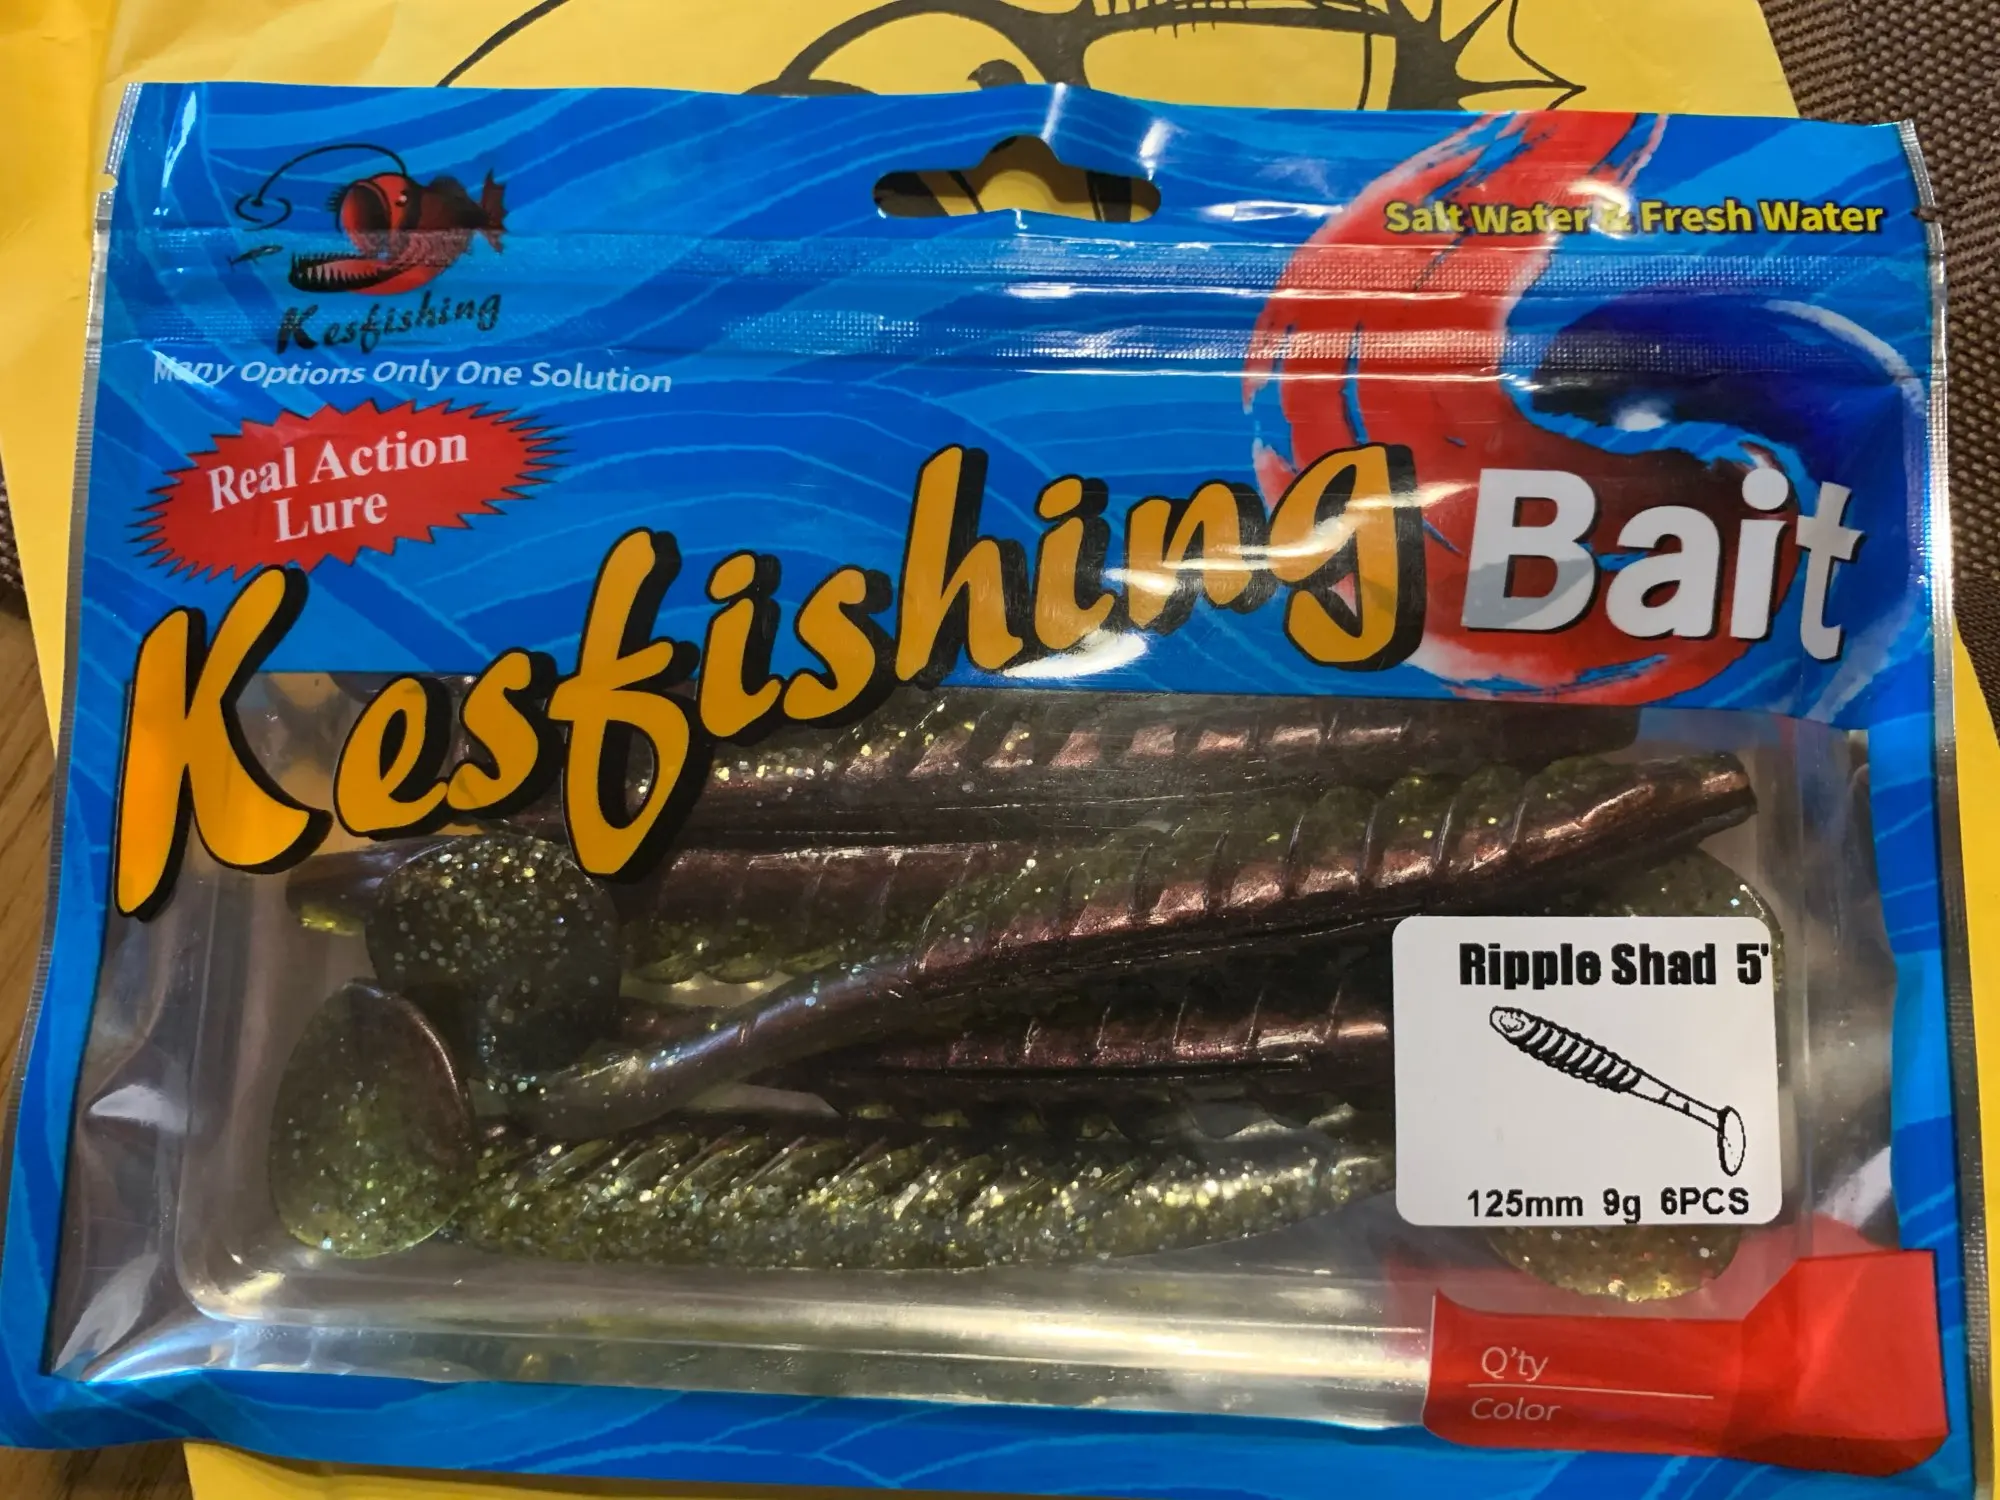 Salt Water & Fresh Water
Kesfishing
Many Options Only One Solution
Real Action
Lure
Kesfishing Bait
Ripple Shad 5'
125mm 9g 6PCS
Q'ty
Color